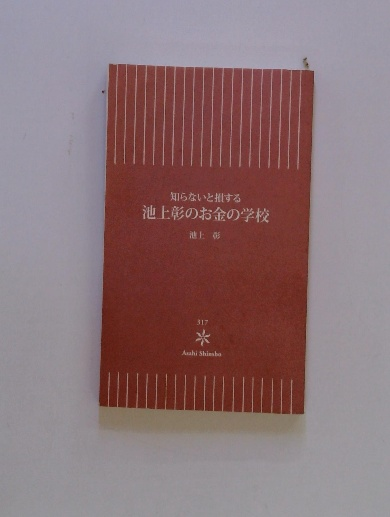 知らないと損する
池上彰のお金の学校
池上 彰
317
Asahi Shinsho